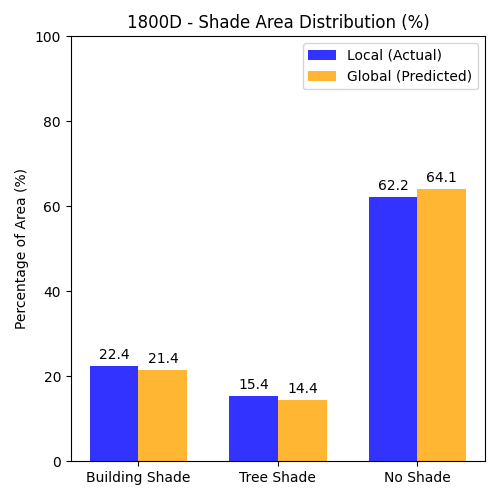 1800D - Shade Area Distribution (%)
Local (Actual)
Global (Predicted)
Percentage of Area (%)
100
80
60
40
20
0
22.4
21.4
15.4
14.4
62.2
64.1
Building Shade
Tree Shade
No Shade